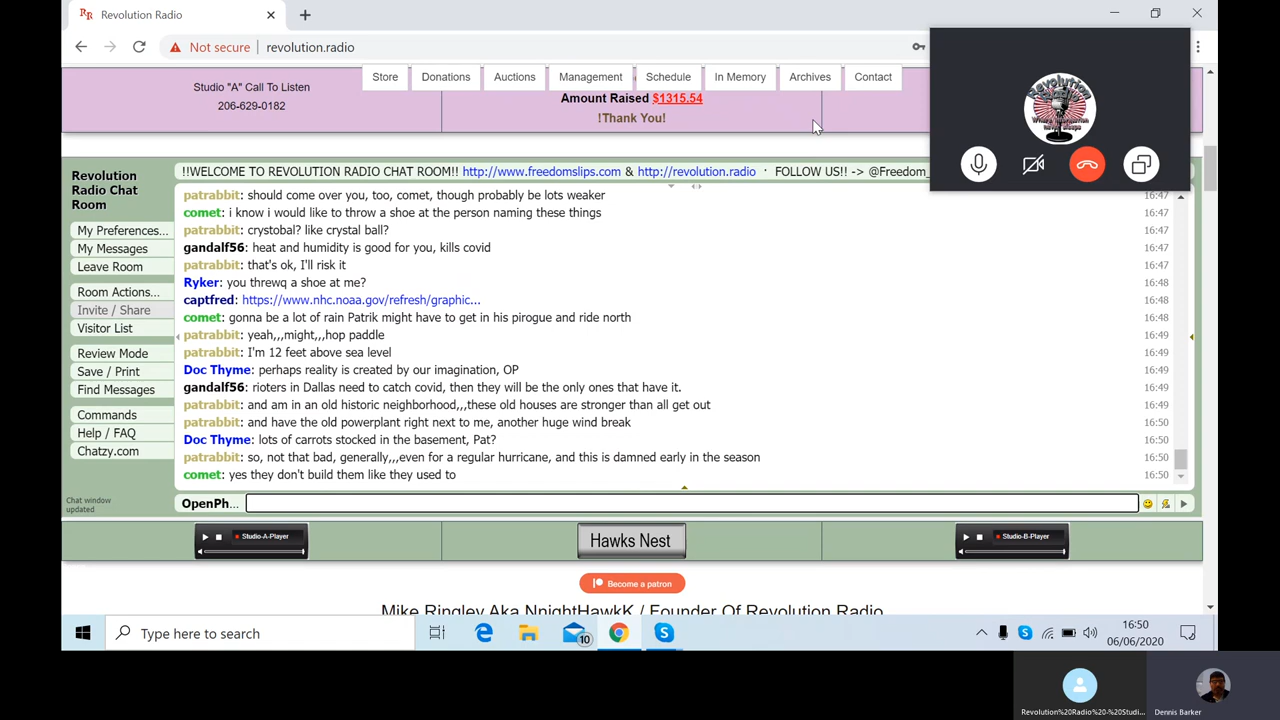 RR Revolution Radio
Not secure | revolution.radio
Store Donations Auctions Management Schedule In Memory Archives Contact
Studio "A" Call To Listen
206-629-0182
Amount Raised $1315.54
!Thank You!
Revolution
Radio Chat
Room
My Preferences...
My Messages
Leave Room
Room Actions...
Invite / Share
Visitor List
Review Mode
Save / Print
Find Messages
Commands
Help / FAQ
Chatzy.com
Chat window
updated
!!WELCOME TO REVOLUTION RADIO CHAT ROOM!! http://www.freedomslips.com & http://revolution.radio · FOLLOW US!! -> @Freedom_
patrabbit: should come over you, too, comet, though probably be lots weaker 16:47
comet: i know i would like to throw a shoe at the person naming these things 16:47
patrabbit: crystobal? like crystal ball? 16:47
gandalf56: heat and humidity is good for you, kills covid 16:47
patrabbit: that's ok, I'll risk it 16:47
Ryker: you threwq a shoe at me? 16:48
captfred: https://www.nhc.noaa.gov/refresh/graphic... 16:48
comet: gonna be a lot of rain Patrik might have to get in his pirogue and ride north 16:48
patrabbit: yeah,,,might,,,hop paddle 16:49
patrabbit: I'm 12 feet above sea level 16:49
Doc Thyme: perhaps reality is created by our imagination, OP 16:49
gandalf56: rioters in Dallas need to catch covid, then they will be the only ones that have it. 16:49
patrabbit: and am in an old historic neighborhood,,,these old houses are stronger than all get out 16:49
patrabbit: and have the old powerplant right next to me, another huge wind break 16:50
Doc Thyme: lots of carrots stocked in the basement, Pat? 16:50
patrabbit: so, not that bad, generally,,,even for a regular hurricane, and this is damned early in the season 16:50
comet: yes they don't build them like they used to 16:50
OpenPh...
Studio-A-Player
Hawks Nest
Studio-B-Player
Become a patron
Mike Ringley Aka NnightHawkK / Founder Of Revolution Radio
Type here to search
10
16:50
06/06/2020
Revolution%20Radio%20-%20Studi...
Dennis Barker